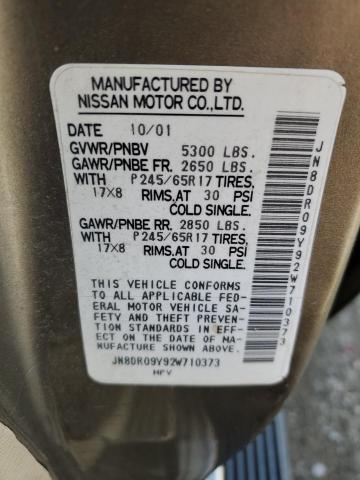 MANUFACTURED BY
NISSAN MOTOR CO.,LTD.
DATE 10/01
GVWR/PNBV 5300 LBS.
GAWR/PNBE FR. 2650 LBS.
WITH P245/65R17 TIRES,
17X8 RIMS,AT 30 PSI
COLD SINGLE.
GAWR/PNBE RR. 2850 LBS.
WITH P245/65R17 TIRES,
17X8 RIMS,AT 30 PSI
COLD SINGLE.
THIS VEHICLE CONFORMS
TO ALL APPLICABLE FED-
ERAL MOTOR VEHICLE SA-
FETY AND THEFT PREVEN-
TION STANDARDS IN EFF-
ECT ON THE DATE OF MA-
NUFACTURE SHOWN ABOVE.
JN8DR09Y92W710373
MPV
JN8DR09Y92W710373